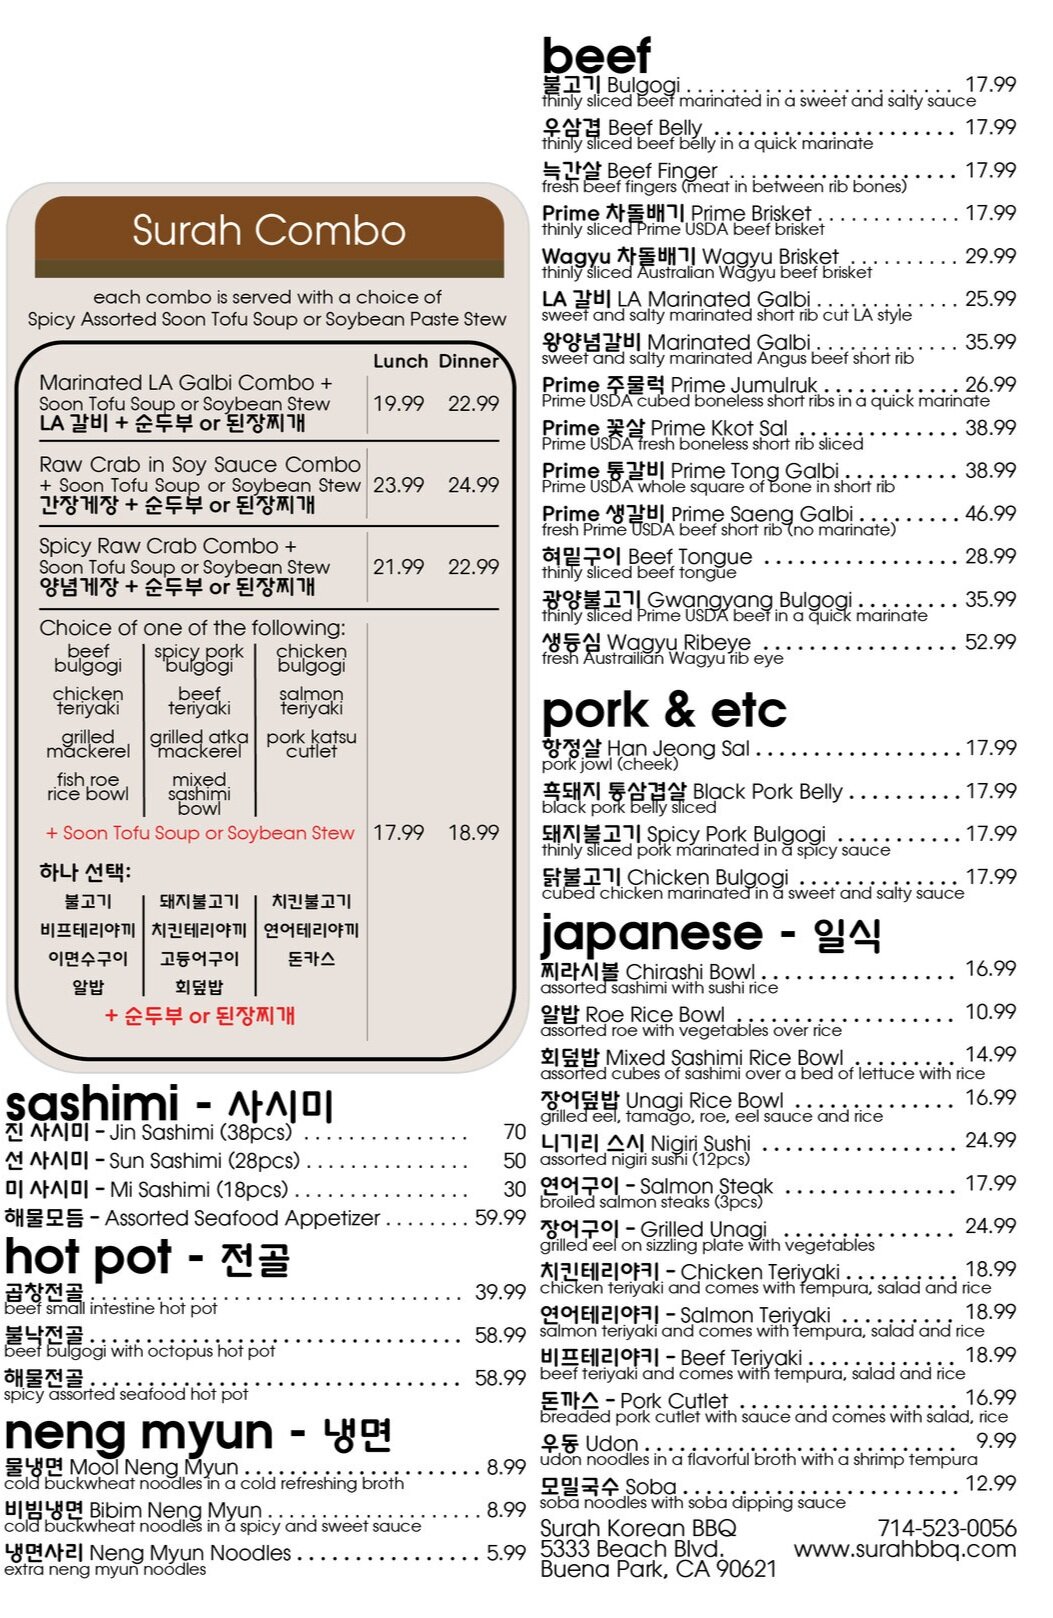 Surah Combo
each combo is served with a choice of
Spicy Assorted Soon Tofu Soup or Soybean Paste Stew
Lunch Dinner
Marinated LA Galbi Combo +
Soon Tofu Soup or Soybean Stew 19.99 22.99
LA 갈비 + 순두부 or 된장찌개
Raw Crab in Soy Sauce Combo
+ Soon Tofu Soup or Soybean Stew 23.99 24.99
간장게장 + 순두부 or 된장찌개
Spicy Raw Crab Combo +
Soon Tofu Soup or Soybean Stew 21.99 22.99
양념게장 + 순두부 or 된장찌개
Choice of one of the following:
beef spicy pork chicken
bulgogi bulgogi bulgogi
chicken beef salmon
teriyaki teriyaki teriyaki
grilled grilled atka pork katsu
mackerel mackerel cutlet
fish roe mixed
rice bowl sashimi
bowl
+ Soon Tofu Soup or Soybean Stew 17.99 18.99
하나 선택:
불고기 돼지불고기 치킨불고기
비프테리야끼 치킨테리야끼 연어테리야끼
이면수구이 고등어구이 돈카스
알밥 회덮밥
+ 순두부 or 된장찌개
sashimi - 사시미
진 사시미 - Jin Sashimi (38pcs) . . . . . . . . . . . . . . . 70
선 사시미 - Sun Sashimi (28pcs) . . . . . . . . . . . . . . . 50
미 사시미 - Mi Sashimi (18pcs) . . . . . . . . . . . . . . . . 30
해물모듬 - Assorted Seafood Appetizer . . . . . . . . 59.99
hot pot - 전골
곱창전골 . . . . . . . . . . . . . . . . . . . . . . . . . . . . . . . . . . 39.99
beef small intestine hot pot
불낙전골 . . . . . . . . . . . . . . . . . . . . . . . . . . . . . . . . 58.99
beef bulgogi with octopus hot pot
해물전골 . . . . . . . . . . . . . . . . . . . . . . . . . . . . . . . . 58.99
spicy assorted seafood hot pot
neng myun - 냉면
물냉면 Mool Neng Myun . . . . . . . . . . . . . . . . . . . . . 8.99
cold buckwheat noodles in a cold refreshing broth
비빔냉면 Bibim Neng Myun . . . . . . . . . . . . . . . . . . . 8.99
cold buckwheat noodles in a spicy and sweet sauce
냉면사리 Neng Myun Noodles . . . . . . . . . . . . . . . . 5.99
extra neng myun noodles
beef
불고기 Bulgogi . . . . . . . . . . . . . . . . . . . . . . . . 17.99
thinly sliced beef marinated in a sweet and salty sauce
우삼겹 Beef Belly . . . . . . . . . . . . . . . . . . . . . 17.99
thinly sliced beef belly in a quick marinate
늑간살 Beef Finger . . . . . . . . . . . . . . . . . . . . 17.99
fresh beef fingers (meat in between rib bones)
Prime 차돌배기 Prime Brisket . . . . . . . . . . . . . 17.99
thinly sliced Prime USDA beef brisket
Wagyu 차돌배기 Wagyu Brisket . . . . . . . . . . 29.99
thinly sliced Australian Wagyu beef brisket
LA 갈비 LA Marinated Galbi . . . . . . . . . . . . . 25.99
sweet and salty marinated short rib cut LA style
왕양념갈비 Marinated Galbi . . . . . . . . . . . . . 35.99
sweet and salty marinated Angus beef short rib
Prime 주물럭 Prime Jumulruk . . . . . . . . . . . . 26.99
Prime USDA cubed boneless short ribs in a quick marinate
Prime 꽃살 Prime Kkot Sal . . . . . . . . . . . . . . 38.99
Prime USDA fresh boneless short rib sliced
Prime 통갈비 Prime Tong Galbi . . . . . . . . . . 38.99
Prime USDA whole square of bone in short rib
Prime 생갈비 Prime Saeng Galbi . . . . . . . . . 46.99
fresh Prime USDA beef short rib (no marinate)
혀밑구이 Beef Tongue . . . . . . . . . . . . . . . . . 28.99
thinly sliced beef tongue
광양불고기 Gwangyang Bulgogi . . . . . . . . . 35.99
thinly sliced Prime USDA beef in a quick marinate
생등심 Wagyu Ribeye . . . . . . . . . . . . . . . . . 52.99
fresh Austrailian Wagyu rib eye
pork & etc
항정살 Han Jeong Sal . . . . . . . . . . . . . . . . . . 17.99
pork jowl (cheek)
흑돼지 통삼겹살 Black Pork Belly . . . . . . . . . . 17.99
black pork belly sliced
돼지불고기 Spicy Pork Bulgogi . . . . . . . . . . . 17.99
thinly sliced pork marinated in a spicy sauce
닭불고기 Chicken Bulgogi . . . . . . . . . . . . . . 17.99
cubed chicken marinated in a sweet and salty sauce
japanese - 일식
찌라시볼 Chirashi Bowl . . . . . . . . . . . . . . . . . 16.99
assorted sashimi with sushi rice
알밥 Roe Rice Bowl . . . . . . . . . . . . . . . . . . . 10.99
assorted roe with vegetables over rice
회덮밥 Mixed Sashimi Rice Bowl . . . . . . . . . 14.99
assorted cubes of sashimi over a bed of lettuce with rice
장어덮밥 Unagi Rice Bowl . . . . . . . . . . . . . . 16.99
grilled eel, tamago, roe, eel sauce and rice
니기리 스시 Nigiri Sushi . . . . . . . . . . . . . . . . . 24.99
assorted nigiri sushi (12pcs)
연어구이 - Salmon Steak . . . . . . . . . . . . . . . 17.99
broiled salmon steaks (3pcs)
장어구이 - Grilled Unagi . . . . . . . . . . . . . . . 24.99
grilled eel on sizzling plate with vegetables
치킨테리야키 - Chicken Teriyaki . . . . . . . . . . 18.99
chicken teriyaki and comes with tempura, salad and rice
연어테리야키 - Salmon Teriyaki . . . . . . . . . . 18.99
salmon teriyaki and comes with tempura, salad and rice
비프테리야키 - Beef Teriyaki . . . . . . . . . . . . . 18.99
beef teriyaki and comes with tempura, salad and rice
돈까스 - Pork Cutlet . . . . . . . . . . . . . . . . . . . 16.99
breaded pork cutlet with sauce and comes with salad, rice
우동 Udon . . . . . . . . . . . . . . . . . . . . . . . . . . . 9.99
udon noodles in a flavorful broth with a shrimp tempura
모밀국수 Soba . . . . . . . . . . . . . . . . . . . . . . . . 12.99
soba noodles with soba dipping sauce
Surah Korean BBQ 714-523-0056
5333 Beach Blvd. www.surahbbq.com
Buena Park, CA 90621